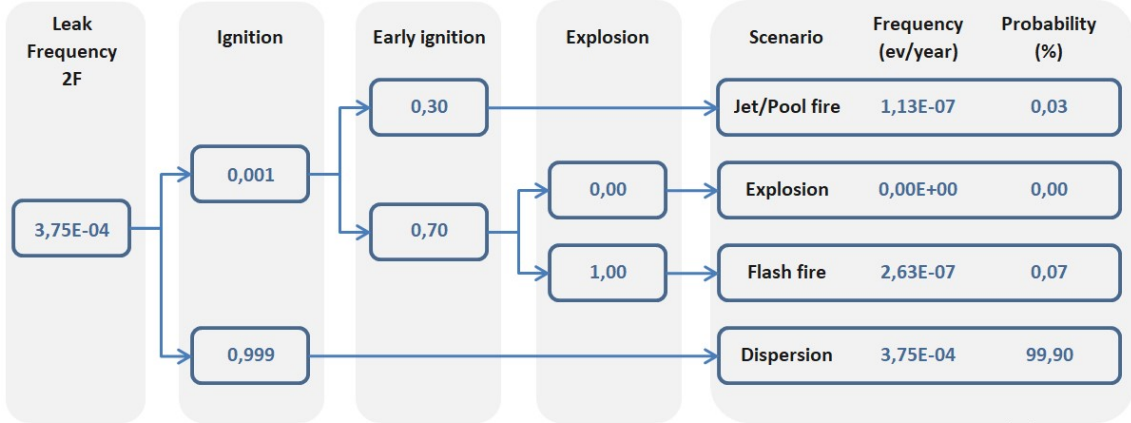 Leak
Frequency
2F
Ignition
Early ignition
Explosion
Scenario
Frequency
(ev/year)
Probability
(%)
0,30
Jet/Pool fire 1,13E-07 0,03
0,001
0,00
Explosion 0,00E+00 0,00
3,75E-04
0,70
1,00
Flash fire 2,63E-07 0,07
0,999
Dispersion 3,75E-04 99,90